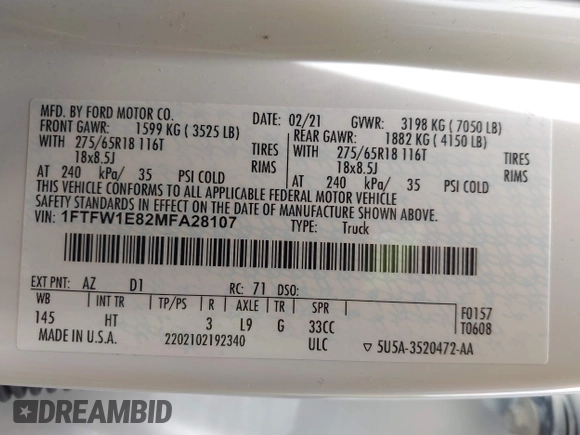 MFD. BY FORD MOTOR CO. DATE: 02/21 GVWR: 3198 KG ( 7050 LB)
FRONT GAWR: 1599 KG ( 3525 LB) REAR GAWR: 1882 KG ( 4150 LB)
WITH 275/65R18 116T TIRES WITH 275/65R18 116T TIRES
18x8.5J RIMS 18x8.5J RIMS
AT 240 kPa/ 35 PSI COLD AT 240 kPa/ 35 PSI COLD
THIS VEHICLE CONFORMS TO ALL APPLICABLE FEDERAL MOTOR VEHICLE
SAFETY STANDARDS IN EFFECT ON THE DATE OF MANUFACTURE SHOWN ABOVE.
VIN: 1FTFW1E82MFA28107 TYPE: Truck
EXT PNT: AZ D1 RC: 71 DSO:
WB INT TR TP/PS R AXLE TR SPR F0157
145 HT 3 L9 G 33CC T0608
MADE IN U.S.A. 2202102192340 ULC ▽ 5U5A-3520472-AA
DREAMBID